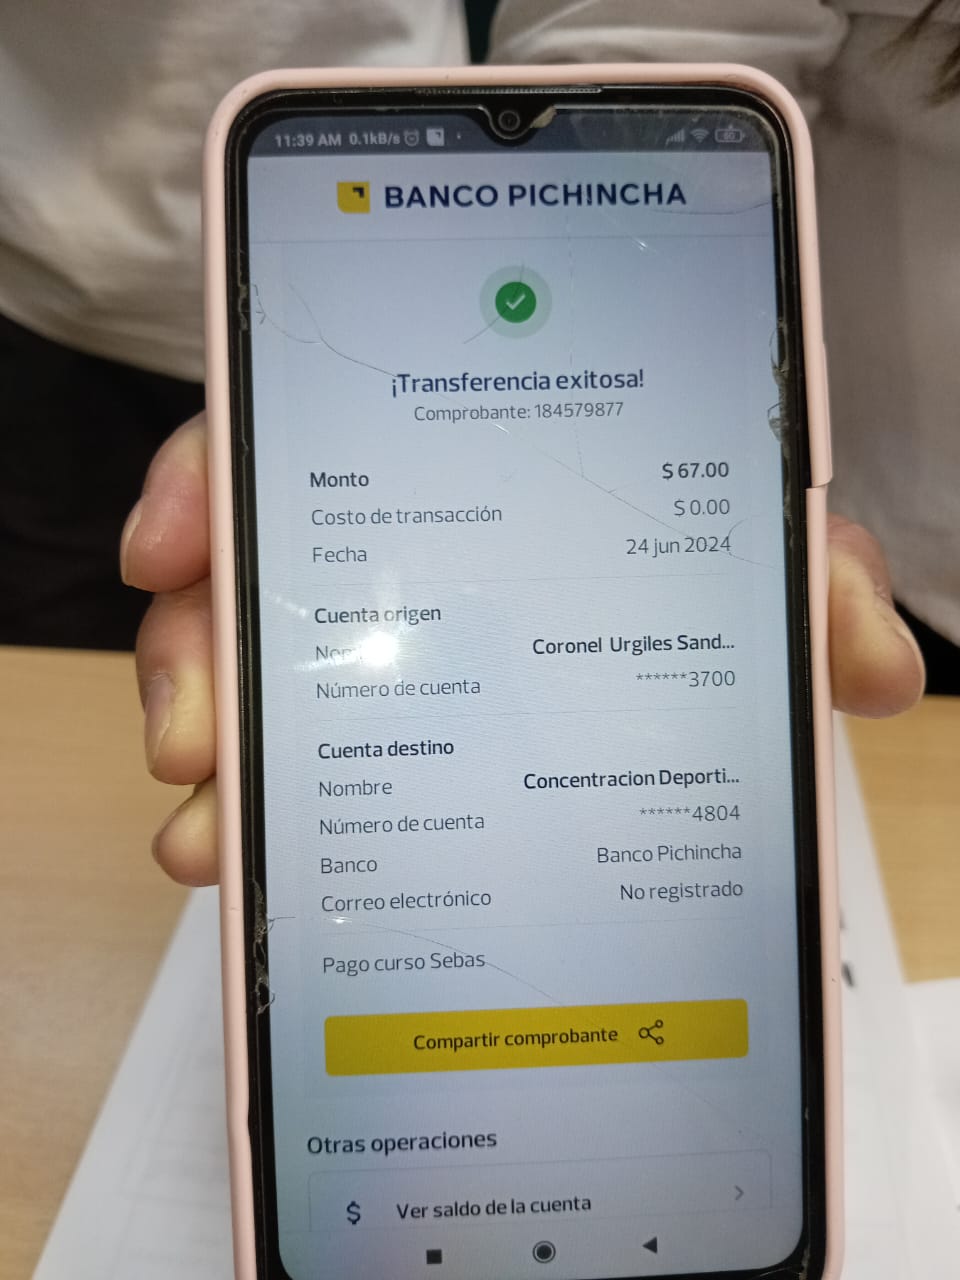 11:39 AM 0.1kB/s
BANCO PICH!NCHA
¡Transferencia exitosa!
Comprobante: 184579877
Monto $ 67.00
Costo de transacción $ 0.00
Fecha 24 jun 2024
Cuenta origen
Coronel Urgiles Sand...
Número de cuenta ******3700
Cuenta destino
Nombre Concentracion Deporti...
Número de cuenta ******4804
Banco Banco Pichincha
Correo electrónico No registrado
Pago curso Sebas
Compartir comprobante
Otras operaciones
$ Ver saldo de la cuenta